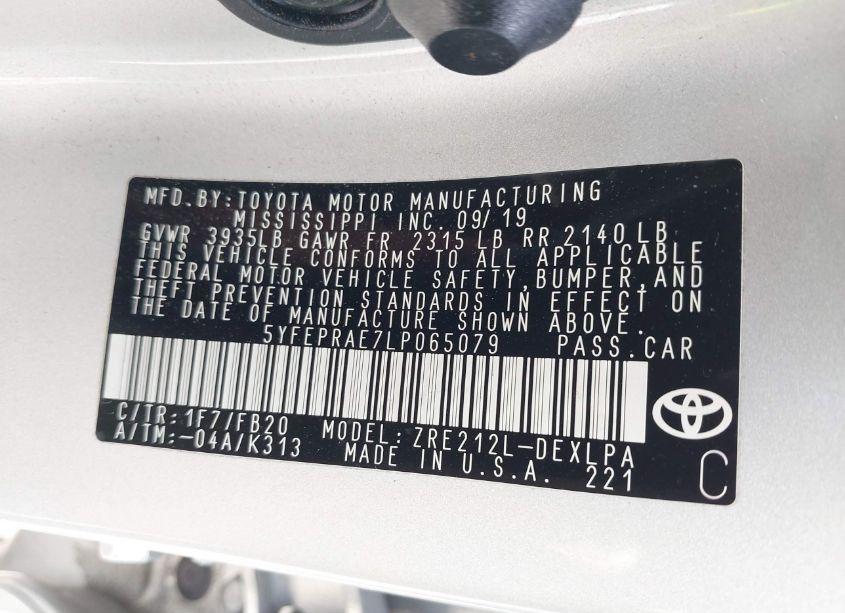 MFD.BY:TOYOTA MOTOR MANUFACTURING
MISSISSIPPI INC. 09/19
GVWR 3935LB GAWR FR 2315 LB RR 2140 LB
THIS VEHICLE CONFORMS TO ALL APPLICABLE
FEDERAL MOTOR VEHICLE SAFETY,BUMPER,AND
THEFT PREVENTION STANDARDS IN EFFECT ON
THE DATE OF MANUFACTURE SHOWN ABOVE.
5YFEPRAE7LP065079 PASS.CAR
C/TR:1F7/FB20
A/TM:-04A/K313 MODEL:ZRE212L-DEXLPA
MADE IN U.S.A. 221
C